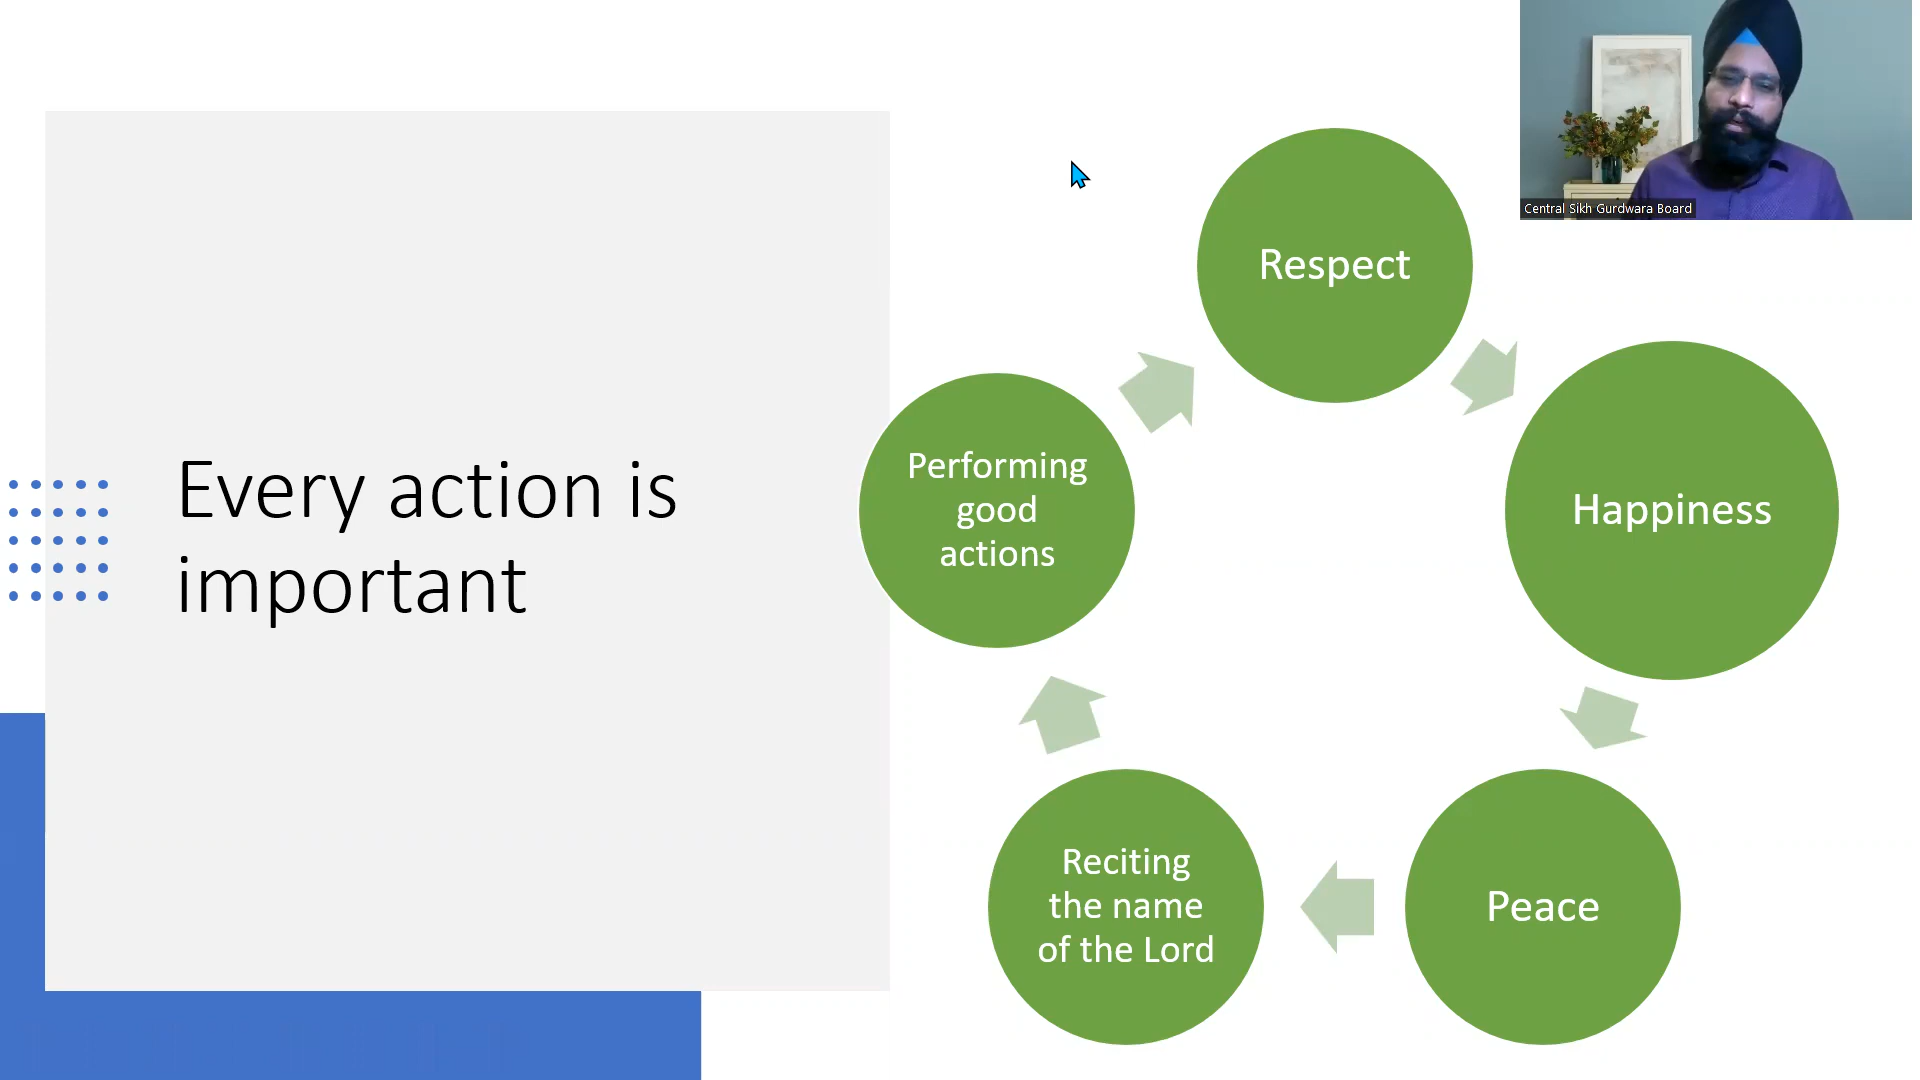 Every action is
important
Respect
Happiness
Peace
Reciting
the name
of the Lord
Performing
good
actions
Central Sikh Gurdwara Board